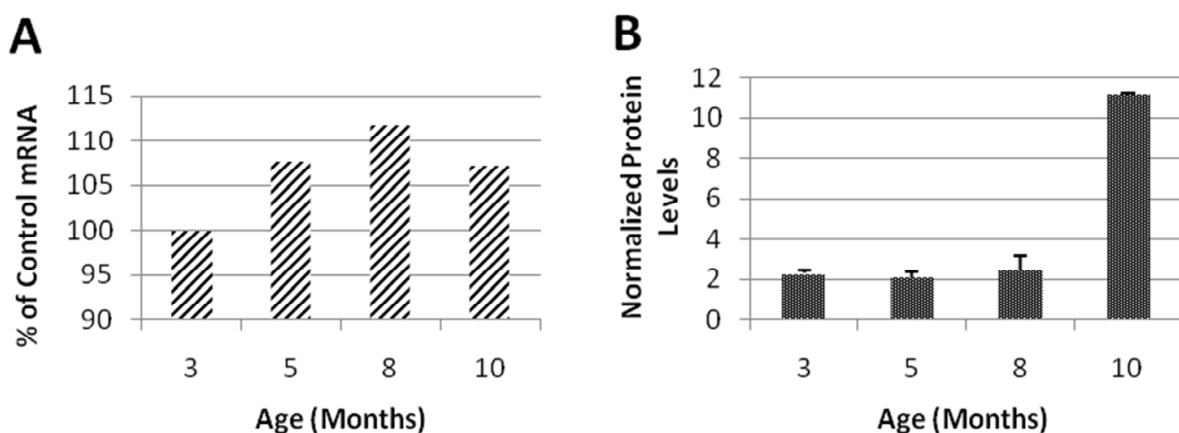 A
% of Control mRNA
115
110
105
100
95
90
3 5 8 10
Age (Months)
B
Normalized Protein
Levels
12
10
8
6
4
2
0
3 5 8 10
Age (Months)